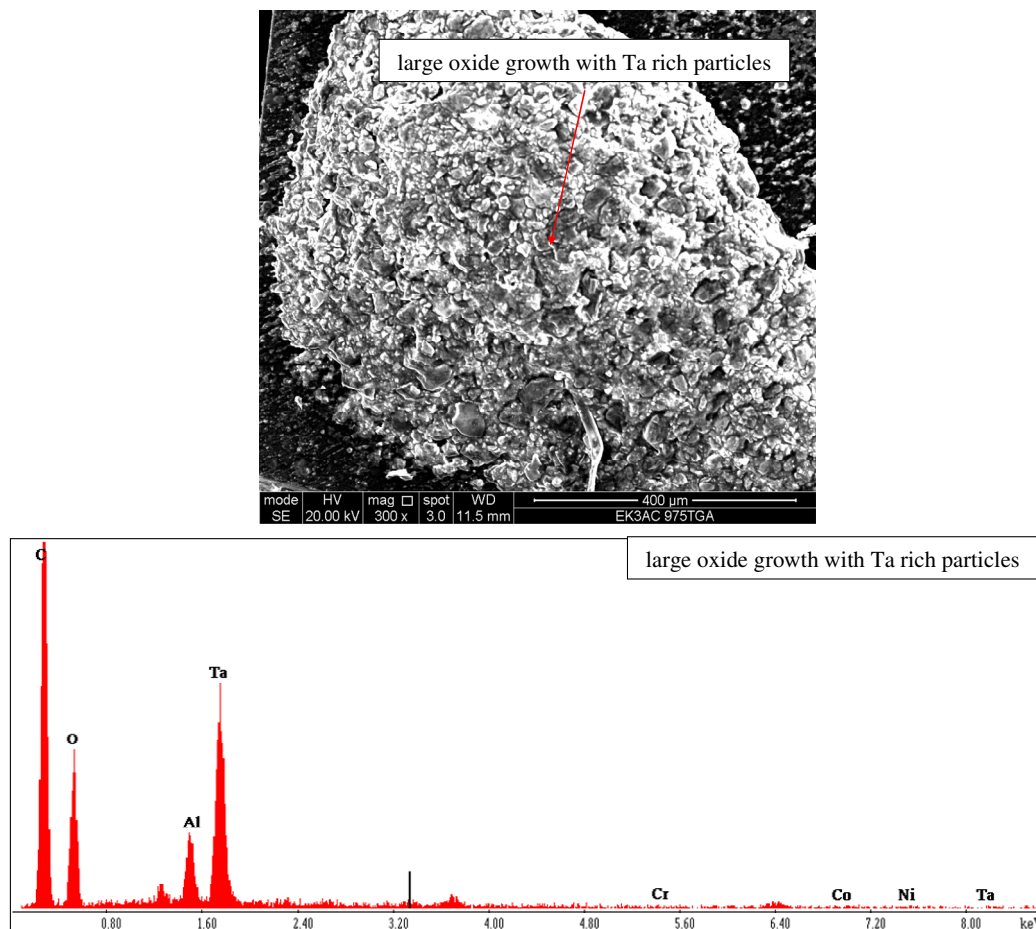 large oxide growth with Ta rich particles
mode HV mag □ spot WD 400 µm
SE 20.00 kV 300 x 3.0 11.5 mm EK3AC 975TGA
large oxide growth with Ta rich particles
C
Ta
O
Al
Cr Co Ni Ta
0.80 1.60 2.40 3.20 4.00 4.80 5.60 6.40 7.20 8.00 keV